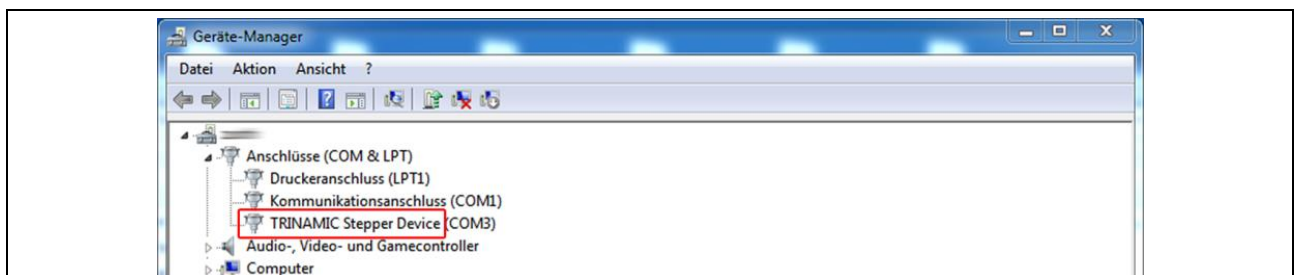 Geräte-Manager
Datei Aktion Ansicht ?
Anschlüsse (COM & LPT)
Druckeranschluss (LPT1)
Kommunikationsanschluss (COM1)
TRINAMIC Stepper Device (COM3)
Audio-, Video- und Gamecontroller
Computer